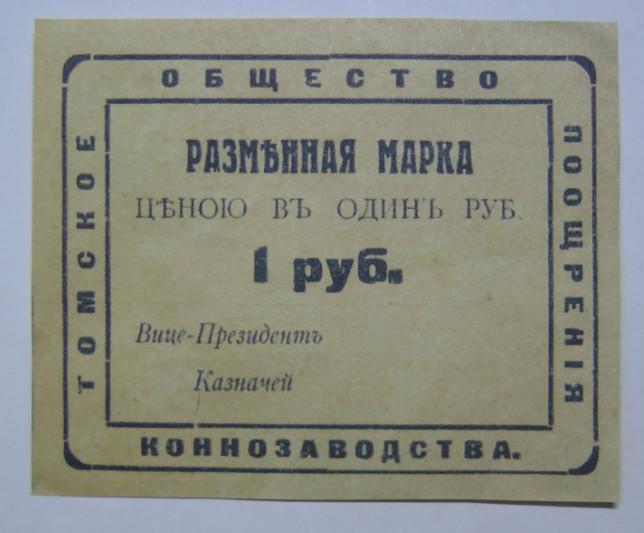 ТОМСКОЕ
ОБЩЕСТВО
ПООЩРЕНІЯ
КОННОЗАВОДСТВА.
РАЗМѢННАЯ МАРКА
ЦѢНОЮ ВЪ ОДИНЪ РУБ.
1 руб.
Вице-Президентъ
Казначей